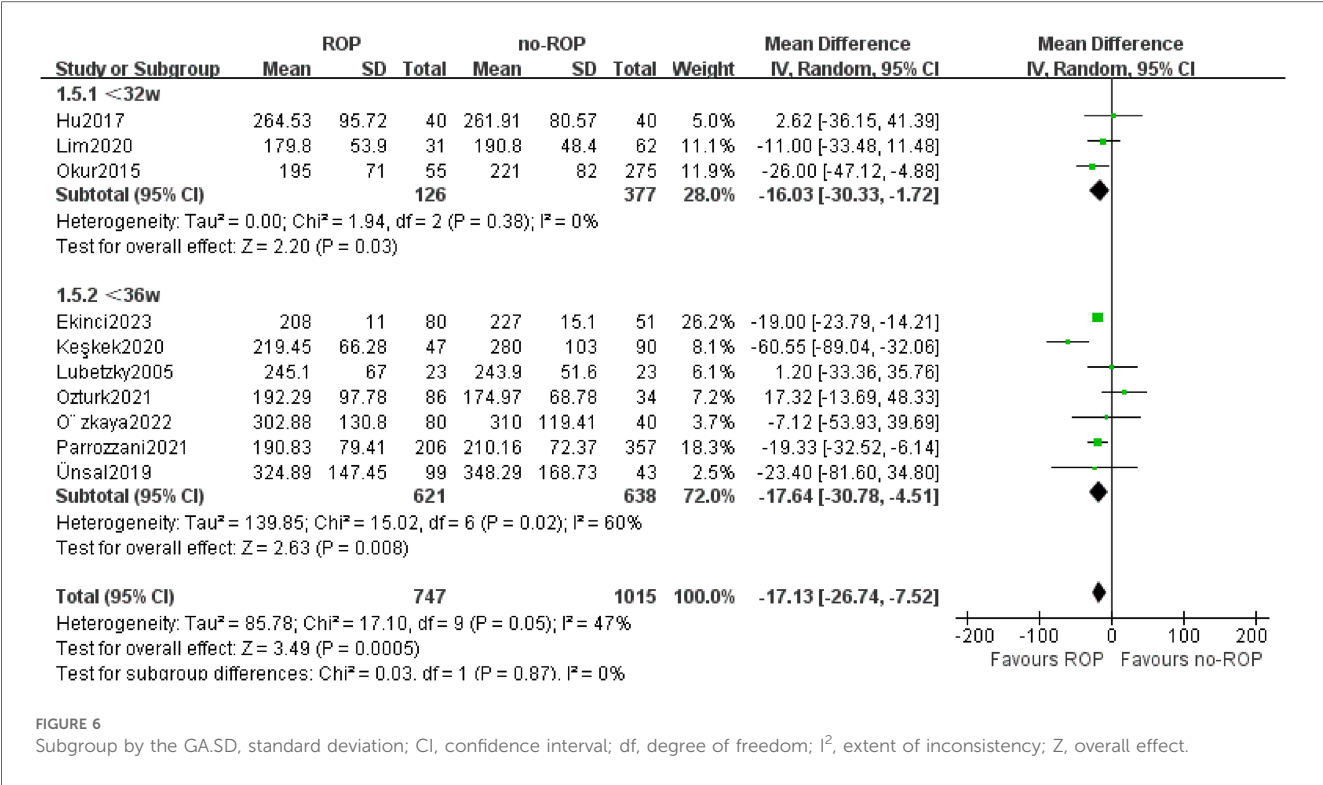 ROP no-ROP Mean Difference Mean Difference
Study or Subgroup Mean SD Total Mean SD Total Weight IV, Random, 95% CI IV, Random, 95% CI
1.5.1 <32w
Hu2017 264.53 95.72 40 261.91 80.57 40 5.0% 2.62 [-36.15, 41.39]
Lim2020 179.8 53.9 31 190.8 48.4 62 11.1% -11.00 [-33.48, 11.48]
Okur2015 195 71 55 221 82 275 11.9% -26.00 [-47.12, -4.88]
Subtotal (95% CI) 126 377 28.0% -16.03 [-30.33, -1.72]
Heterogeneity: Tau² = 0.00; Chi² = 1.94, df = 2 (P = 0.38); I² = 0%
Test for overall effect: Z = 2.20 (P = 0.03)
1.5.2 <36w
Ekinci2023 208 11 80 227 15.1 51 26.2% -19.00 [-23.79, -14.21]
Keşkek2020 219.45 66.28 47 280 103 90 8.1% -60.55 [-89.04, -32.06]
Lubetzky2005 245.1 67 23 243.9 51.6 23 6.1% 1.20 [-33.36, 35.76]
Ozturk2021 192.29 97.78 86 174.97 68.78 34 7.2% 17.32 [-13.69, 48.33]
O¨ zkaya2022 302.88 130.8 80 310 119.41 40 3.7% -7.12 [-53.93, 39.69]
Parrozzani2021 190.83 79.41 206 210.16 72.37 357 18.3% -19.33 [-32.52, -6.14]
Ünsal2019 324.89 147.45 99 348.29 168.73 43 2.5% -23.40 [-81.60, 34.80]
Subtotal (95% CI) 621 638 72.0% -17.64 [-30.78, -4.51]
Heterogeneity: Tau² = 139.85; Chi² = 15.02, df = 6 (P = 0.02); I² = 60%
Test for overall effect: Z = 2.63 (P = 0.008)
Total (95% CI) 747 1015 100.0% -17.13 [-26.74, -7.52]
Heterogeneity: Tau² = 85.78; Chi² = 17.10, df = 9 (P = 0.05); I² = 47%
Test for overall effect: Z = 3.49 (P = 0.0005)
Test for subgroup differences: Chi² = 0.03, df = 1 (P = 0.87), I² = 0%
-200 -100 0 100 200
Favours ROP Favours no-ROP
FIGURE 6
Subgroup by the GA.SD, standard deviation; CI, confidence interval; df, degree of freedom; I², extent of inconsistency; Z, overall effect.